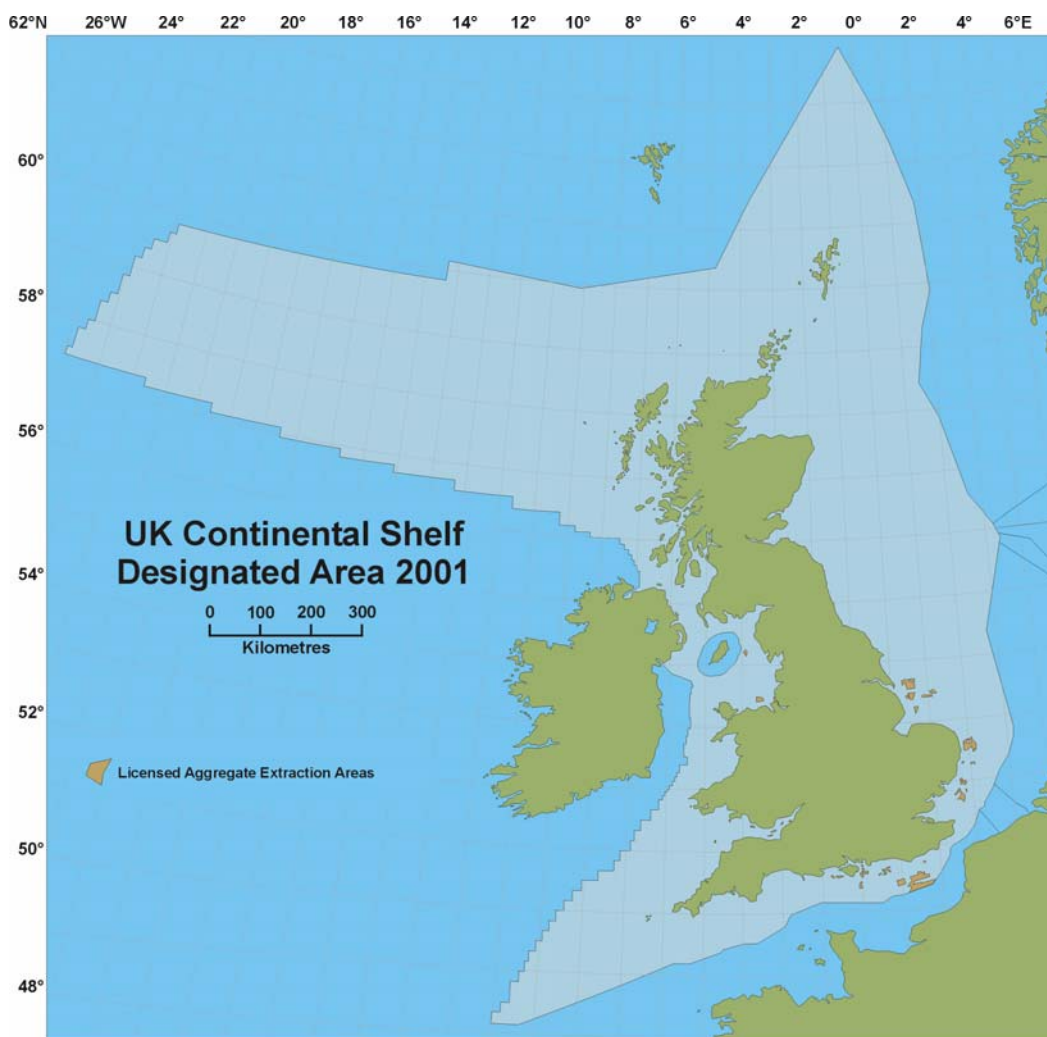 62°N 26°W 24° 22° 20° 18° 16° 14° 12° 10° 8° 6° 4° 2° 0° 2° 4° 6°E
60°
58°
56°
UK Continental Shelf
Designated Area 2001
54°
0 100 200 300
Kilometres
52°
Licensed Aggregate Extraction Areas
50°
48°